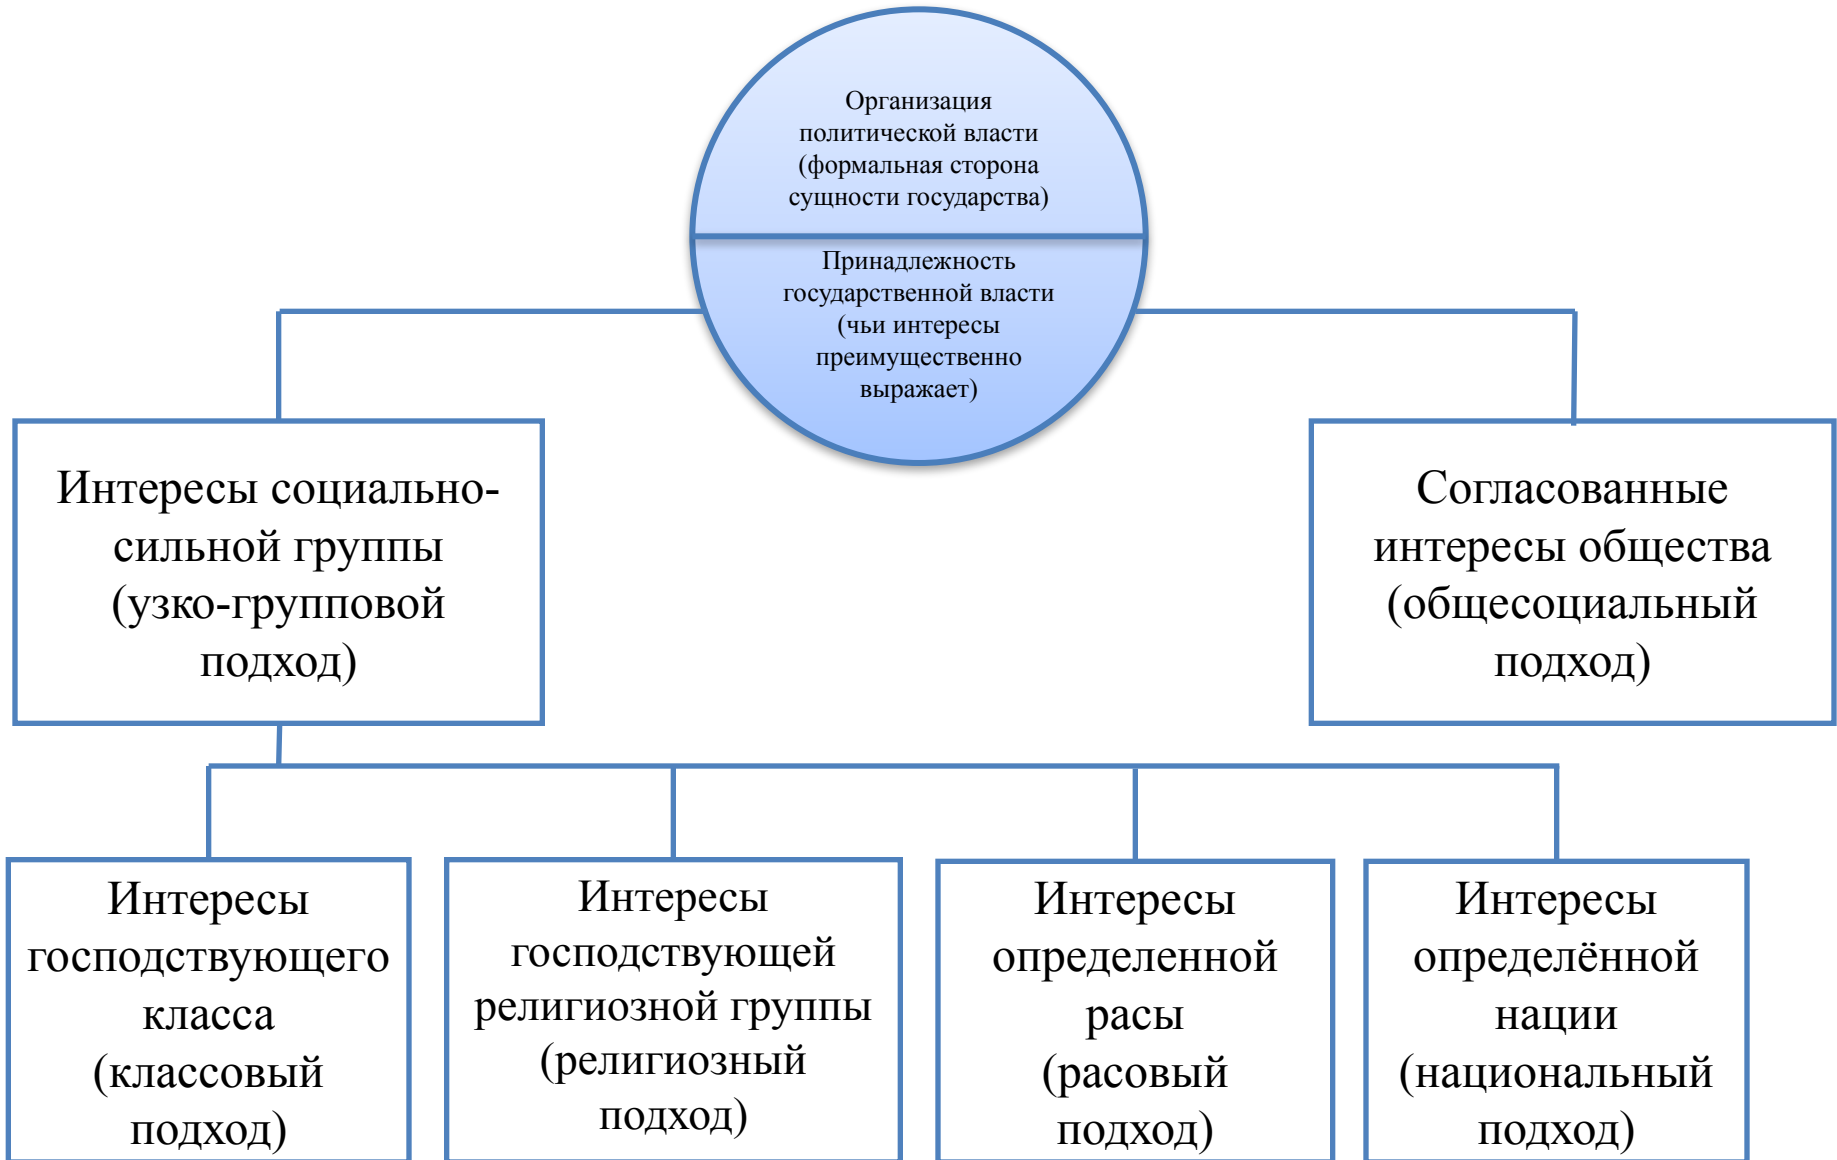 Организация
политической власти
(формальная сторона
сущности государства)
Принадлежность
государственной власти
(чьи интересы
преимущественно
выражает)
Интересы социально-
сильной группы
(узко-групповой
подход)
Согласованные
интересы общества
(общесоциальный
подход)
Интересы
господствующего
класса
(классовый
подход)
Интересы
господствующей
религиозной группы
(религиозный
подход)
Интересы
определенной
расы
(расовый
подход)
Интересы
определённой
нации
(национальный
подход)